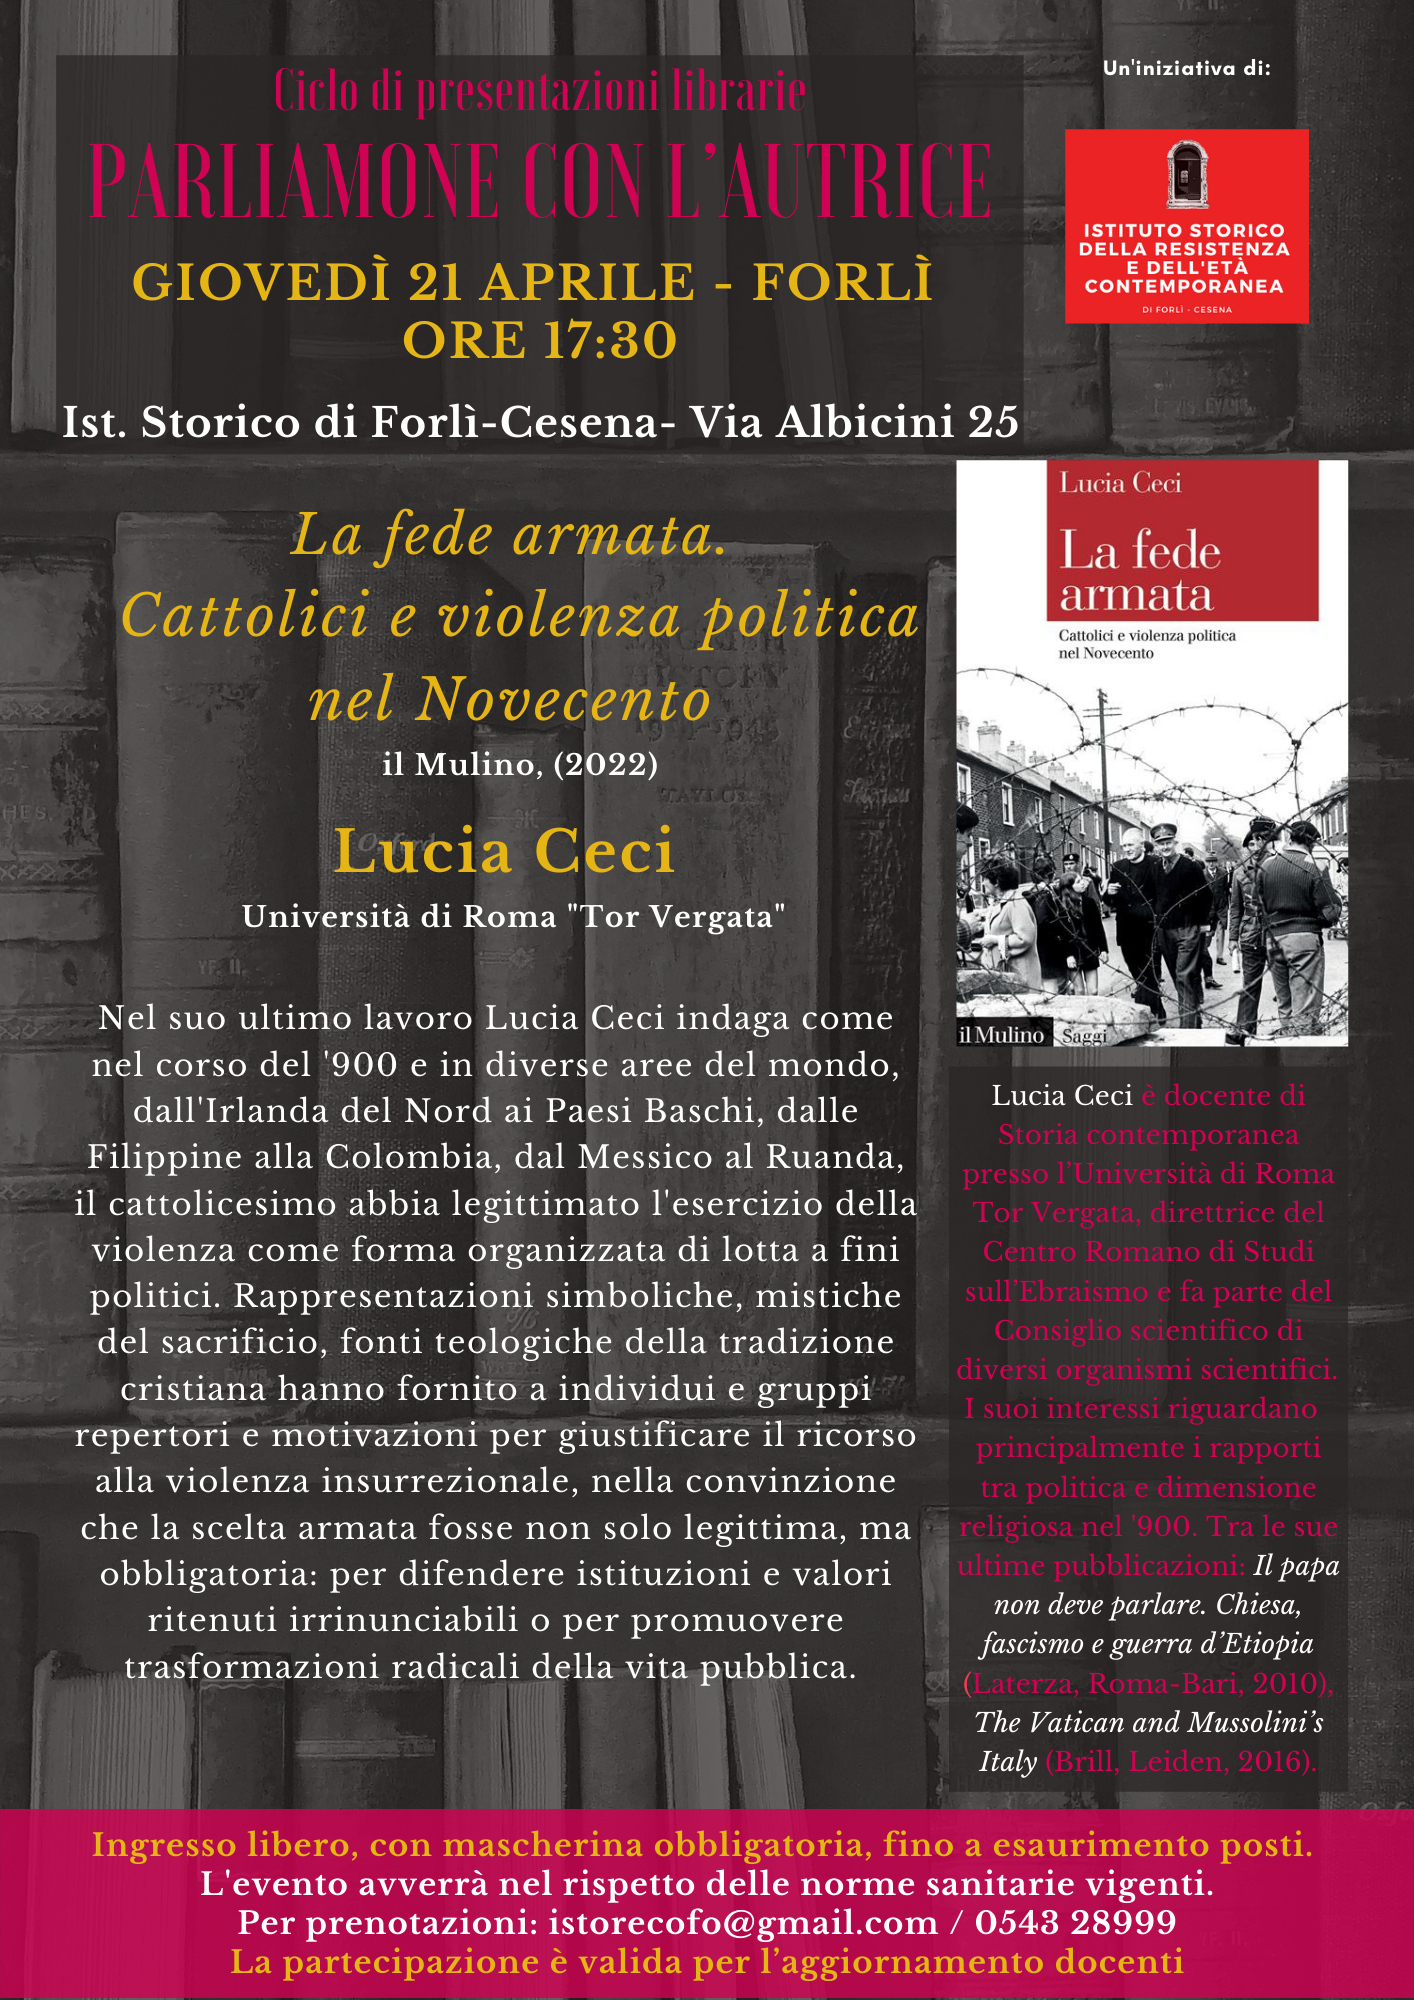 Ciclo di presentazioni librarie
PARLIAMONE CON L'AUTRICE
GIOVEDÌ 21 APRILE - FORLÌ
ORE 17:30
Ist. Storico di Forlì-Cesena- Via Albicini 25
Un'iniziativa di:
ISTITUTO STORICO
DELLA RESISTENZA
E DELL'ETÀ
CONTEMPORANEA
DI FORLÌ - CESENA
La fede armata.
Cattolici e violenza politica
nel Novecento
il Mulino, (2022)
Lucia Ceci
Università di Roma "Tor Vergata"
Lucia Ceci
La fede
armata
Cattolici e violenza politica
nel Novecento
il Mulino Saggi
Nel suo ultimo lavoro Lucia Ceci indaga come
nel corso del '900 e in diverse aree del mondo,
dall'Irlanda del Nord ai Paesi Baschi, dalle
Filippine alla Colombia, dal Messico al Ruanda,
il cattolicesimo abbia legittimato l'esercizio della
violenza come forma organizzata di lotta a fini
politici. Rappresentazioni simboliche, mistiche
del sacrificio, fonti teologiche della tradizione
cristiana hanno fornito a individui e gruppi
repertori e motivazioni per giustificare il ricorso
alla violenza insurrezionale, nella convinzione
che la scelta armata fosse non solo legittima, ma
obbligatoria: per difendere istituzioni e valori
ritenuti irrinunciabili o per promuovere
trasformazioni radicali della vita pubblica.
Lucia Ceci è docente di
Storia contemporanea
presso l’Università di Roma
Tor Vergata, direttrice del
Centro Romano di Studi
sull’Ebraismo e fa parte del
Consiglio scientifico di
diversi organismi scientifici.
I suoi interessi riguardano
principalmente i rapporti
tra politica e dimensione
religiosa nel '900. Tra le sue
ultime pubblicazioni: Il papa
non deve parlare. Chiesa,
fascismo e guerra d’Etiopia
(Laterza, Roma-Bari, 2010),
The Vatican and Mussolini’s
Italy (Brill, Leiden, 2016).
Ingresso libero, con mascherina obbligatoria, fino a esaurimento posti.
L'evento avverrà nel rispetto delle norme sanitarie vigenti.
Per prenotazioni: istorecofo@gmail.com / 0543 28999
La partecipazione è valida per l’aggiornamento docenti